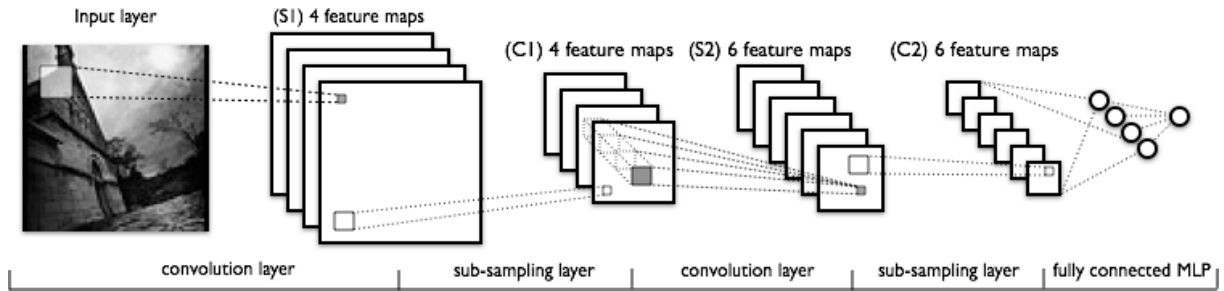 Input layer
(S1) 4 feature maps
(C1) 4 feature maps
(S2) 6 feature maps
(C2) 6 feature maps
convolution layer
sub-sampling layer
convolution layer
sub-sampling layer
fully connected MLP